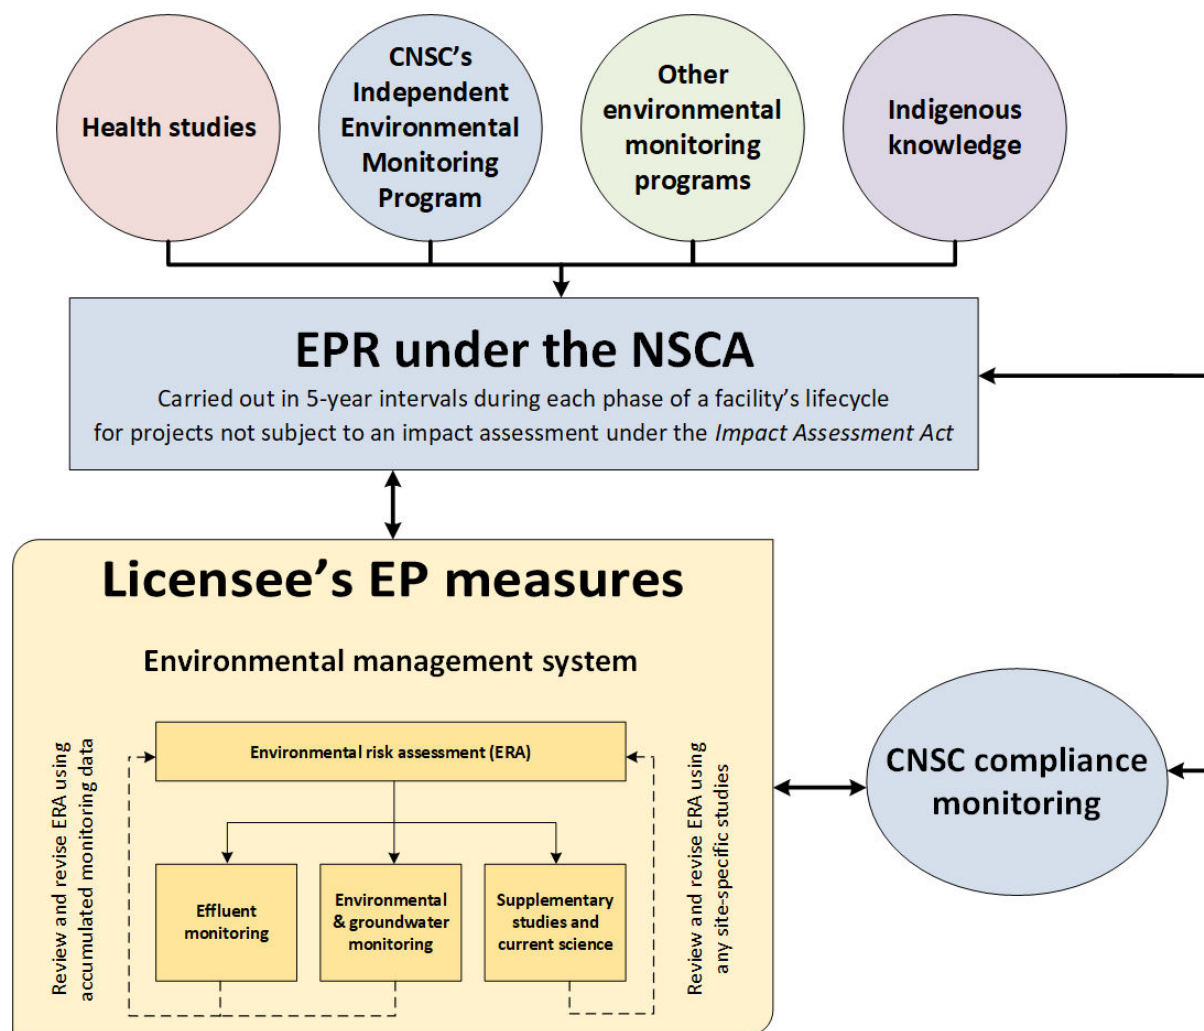 Health studies
CNSC’s
Independent
Environmental
Monitoring
Program
Other
environmental
monitoring
programs
Indigenous
knowledge
EPR under the NSCA
Carried out in 5-year intervals during each phase of a facility’s lifecycle
for projects not subject to an impact assessment under the Impact Assessment Act
Licensee’s EP measures
Environmental management system
Review and revise ERA using
accumulated monitoring data
Environmental risk assessment (ERA)
Effluent
monitoring
Environmental
& groundwater
monitoring
Supplementary
studies and
current science
Review and revise ERA using
any site-specific studies
CNSC compliance
monitoring